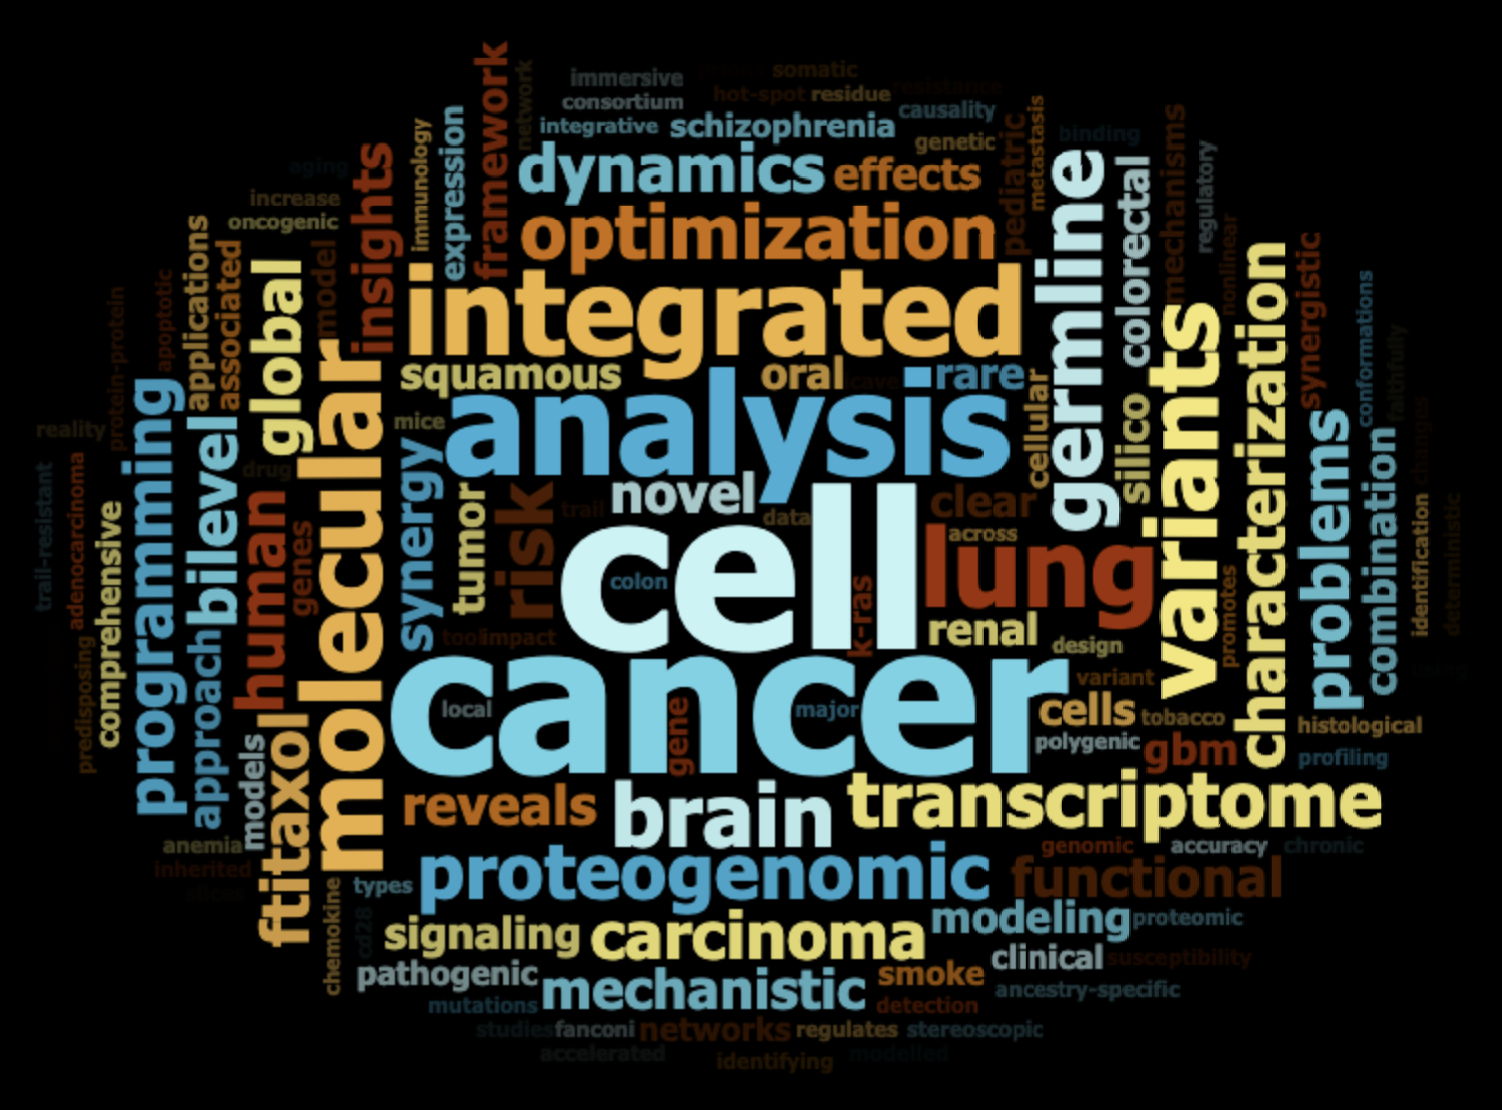 framework
network
immersive
somatic
hot-spot
residue
resistance
consortium
causality
integrative
schizophrenia
genetic
pediatric
metastasis
binding
mechanisms
regulatory
immunology
expression
dynamics
effects
aging
insights
increase
oncogenic
optimization
germline
colorectal
nonlinear
applications
associated
model
global
integrated
variants
characterization
synergistic
conformations
faithfully
protein-protein
apoptotic
squamous
oral
rare
cellular
silico
changes
reality
programming
bilevel
molecular
mice
analysis
problems
combination
drug
synergy
tumor
risk
novel
trail
data
clear
across
trail-resistant
adenocarcinoma
comprehensive
human
genes
cell
colon
lung
k-ras
identification
deterministic
predisposing
approach
tool
impact
renal
design
promotes
cancer
local
gene
major
variant
cells
tobacco
polygenic
gbm
histological
profiling
models
ftitaxol
reveals
brain
transcriptome
anemia
inherited
slices
genomic
accuracy
chronic
types
proteogenomic
functional
chemokine
cd28
signaling
carcinoma
modeling
proteomic
pathogenic
mechanistic
smoke
clinical
susceptibility
mutations
detection
ancestry-specific
studies
fanconi
networks
regulates
stereoscopic
accelerated
identifying
modelled